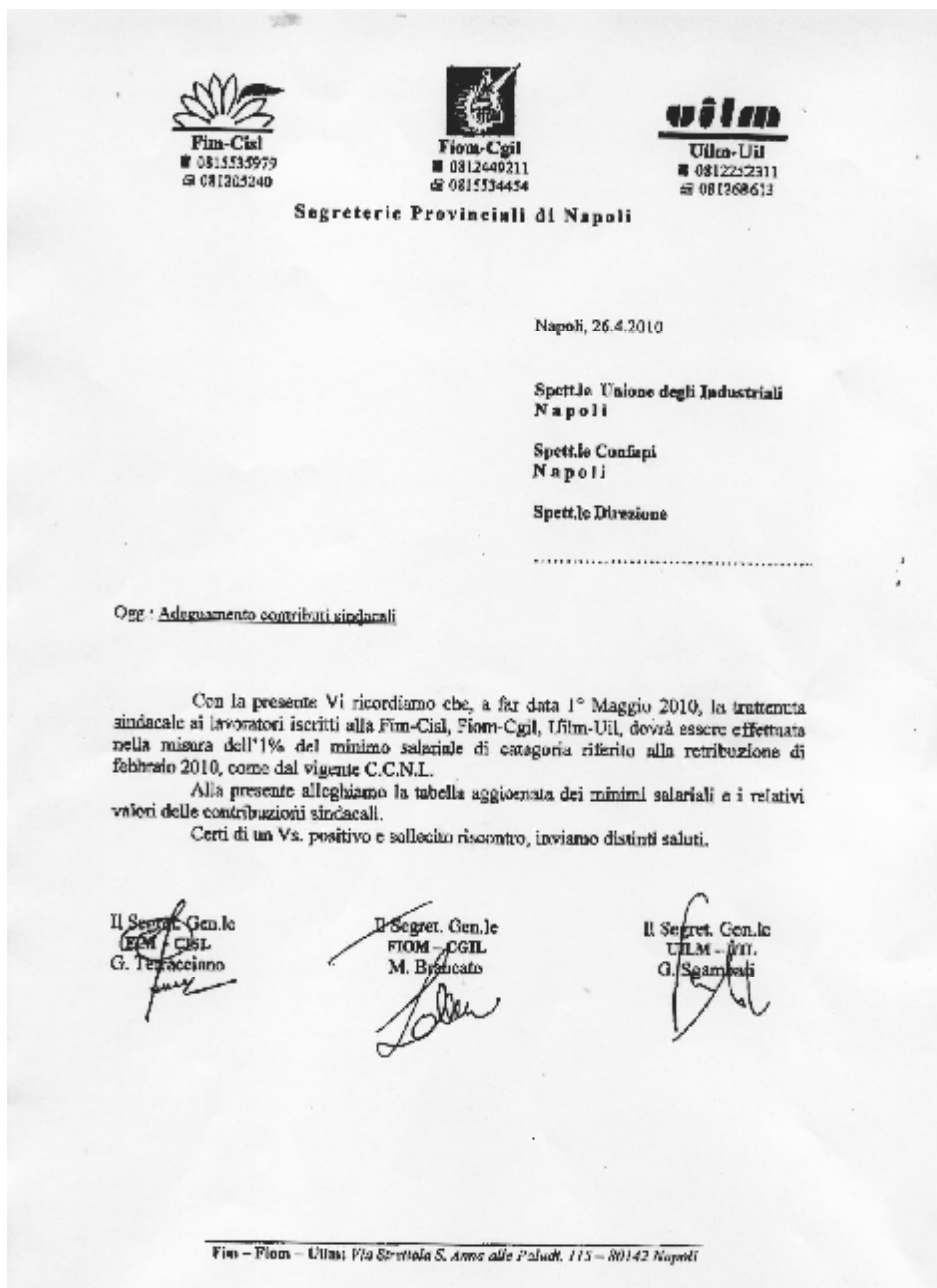 Fim-Cisl
0815535979
081205240
Fiom-Cgil
0812440211
0815534454
uilm
Uilm-Uil
0812252311
081268613
Segreterie Provinciali di Napoli
Napoli, 26.4.2010
Spett.le Unione degli Industriali
Napoli
Spett.le Confapi
Napoli
Spett.le Direzione
Ogg.: Adeguamento contributi sindacali
Con la presente Vi ricordiamo che, a far data 1° Maggio 2010, la trattenuta
sindacale ai lavoratori iscritti alla Fim-Cisl, Fiom-Cgil, Uilm-Uil, dovrà essere effettuata
nella misura dell'1% del minimo salariale di categoria riferito alla retribuzione di
febbraio 2010, come dal vigente C.C.N.L.
Alla presente alleghiamo la tabella aggiornata dei minimi salariali e i relativi
valori delle contribuzioni sindacali.
Certi di un Vs. positivo e sollecito riscontro, inviamo distinti saluti.
Il Segret. Gen.le
FIM – CISL
G. Terracciano
Il Segret. Gen.le
FIOM – CGIL
M. Brancato
Il Segret. Gen.le
UILM – UIL
G. Sgambati
Fim – Fiom – Uilm: Via Strettola S. Anna alle Paludi, 115 – 80142 Napoli